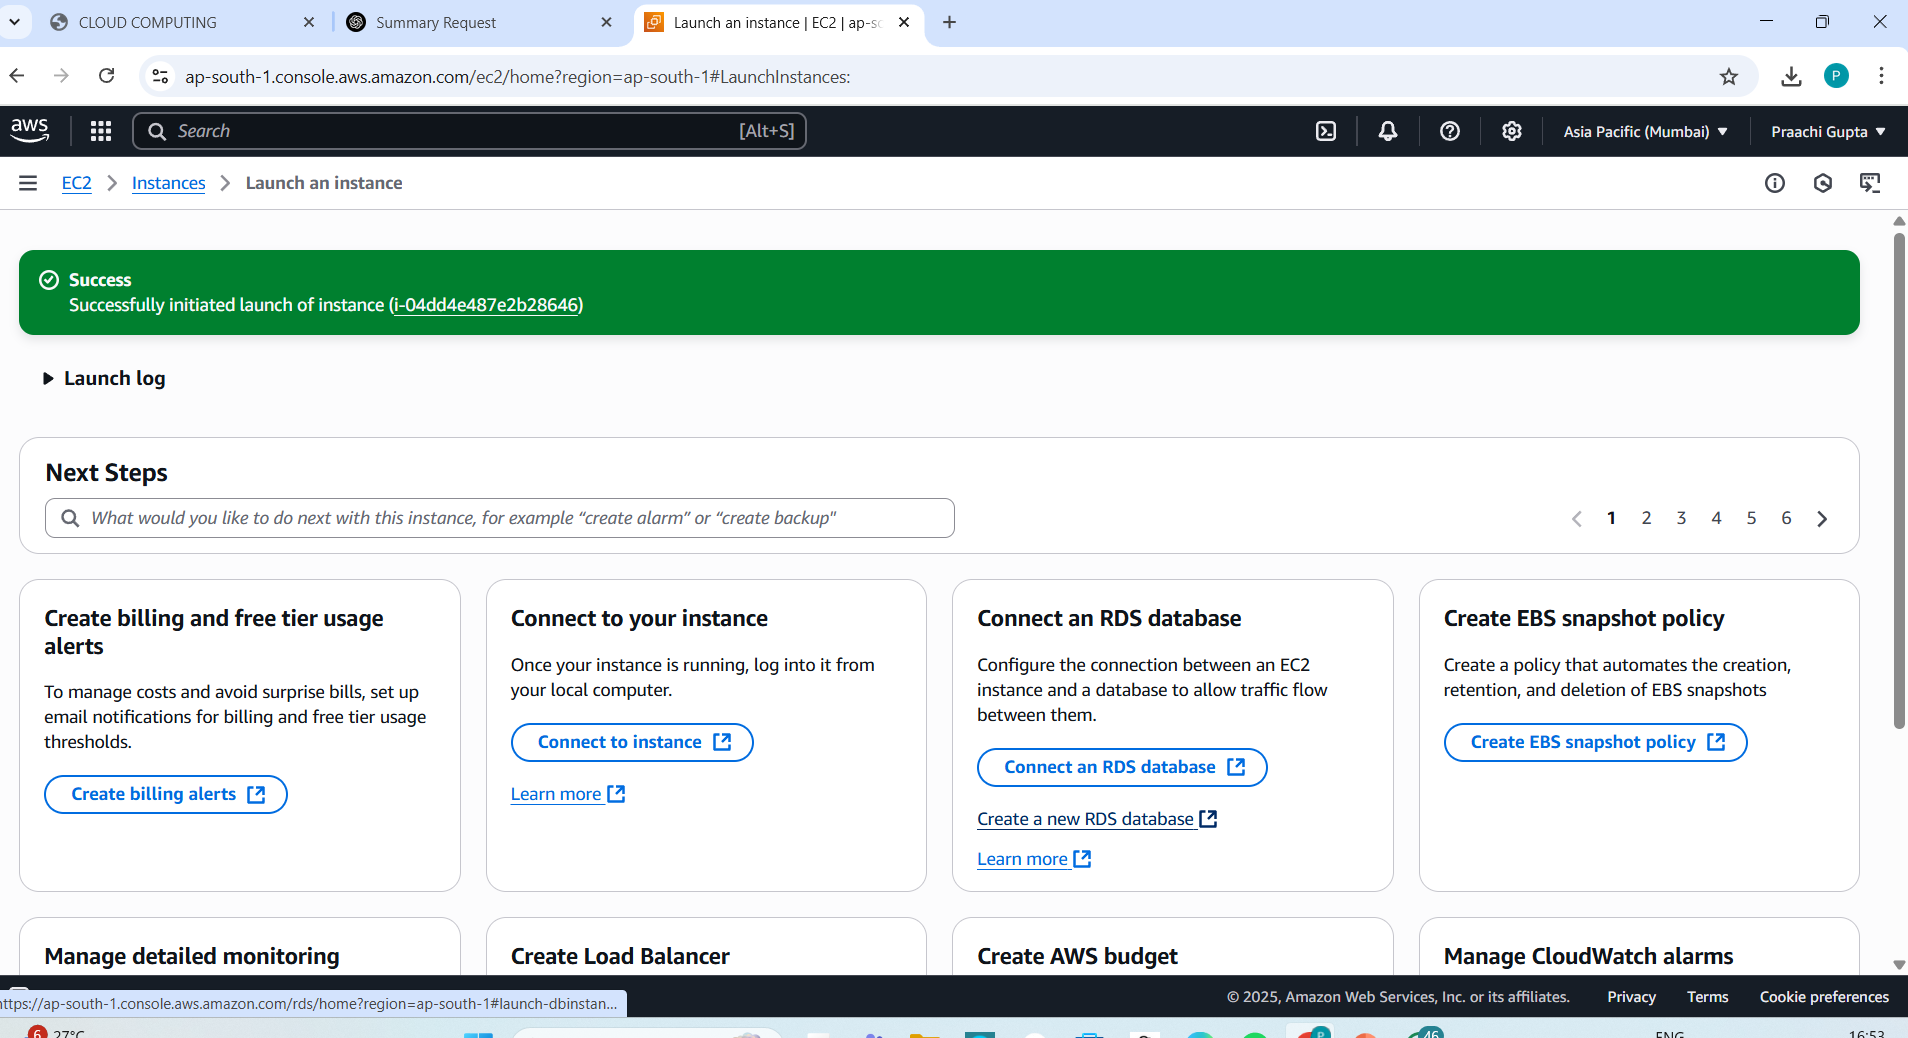 CLOUD COMPUTING
Summary Request
Launch an instance | EC2 | ap-sc
ap-south-1.console.aws.amazon.com/ec2/home?region=ap-south-1#LaunchInstances:
P
aws
Search
[Alt+S]
Asia Pacific (Mumbai)
Praachi Gupta
EC2
Instances
Launch an instance
Success
Successfully initiated launch of instance (i-04dd4e487e2b28646)
Launch log
Next Steps
What would you like to do next with this instance, for example “create alarm” or “create backup"
1 2 3 4 5 6
Create billing and free tier usage
alerts
To manage costs and avoid surprise bills, set up
email notifications for billing and free tier usage
thresholds.
Create billing alerts
Connect to your instance
Once your instance is running, log into it from
your local computer.
Connect to instance
Learn more
Connect an RDS database
Configure the connection between an EC2
instance and a database to allow traffic flow
between them.
Connect an RDS database
Create a new RDS database
Learn more
Create EBS snapshot policy
Create a policy that automates the creation,
retention, and deletion of EBS snapshots
Create EBS snapshot policy
Manage detailed monitoring
Create Load Balancer
Create AWS budget
Manage CloudWatch alarms
https://ap-south-1.console.aws.amazon.com/rds/home?region=ap-south-1#launch-dbinstan...
© 2025, Amazon Web Services, Inc. or its affiliates.
Privacy
Terms
Cookie preferences
6
27°C
P
46
ENG
16:53